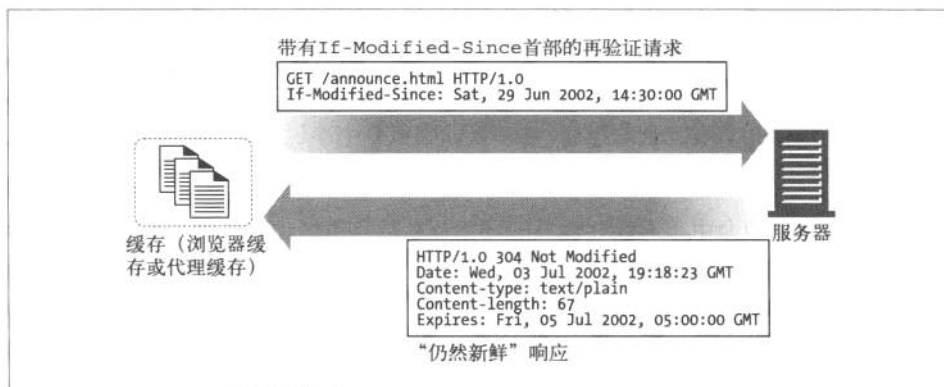 带有If-Modified-Since首部的再验证请求
GET /announce.html HTTP/1.0
If-Modified-Since: Sat, 29 Jun 2002, 14:30:00 GMT
缓存（浏览器缓
存或代理缓存）
服务器
HTTP/1.0 304 Not Modified
Date: Wed, 03 Jul 2002, 19:18:23 GMT
Content-type: text/plain
Content-length: 67
Expires: Fri, 05 Jul 2002, 05:00:00 GMT
“仍然新鲜”响应